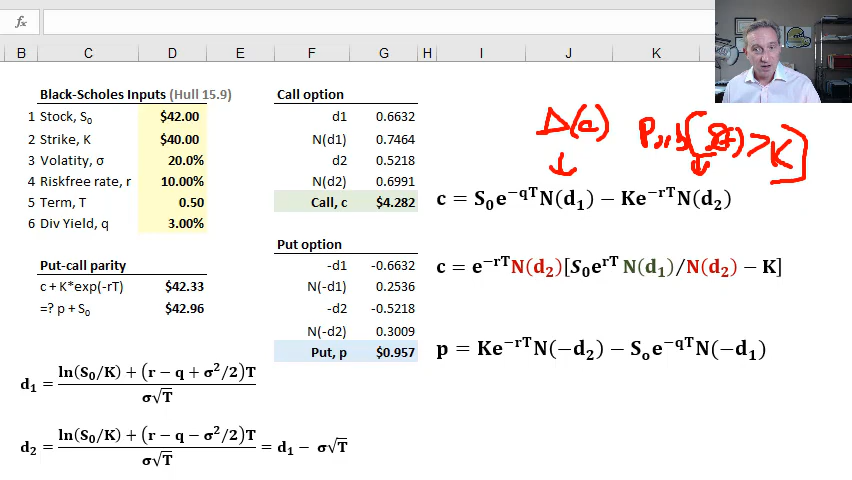 fx
B C D E F G H I J K
Black-Scholes Inputs (Hull 15.9)
1 Stock, S₀ $42.00
2 Strike, K $40.00
3 Volatity, σ 20.0%
4 Riskfree rate, r 10.00%
5 Term, T 0.50
6 Div Yield, q 3.00%
Put-call parity
c + K*exp(-rT) $42.33
=? p + S₀ $42.96
Call option
d1 0.6632
N(d1) 0.7464
d2 0.5218
N(d2) 0.6991
Call, c $4.282
Put option
-d1 -0.6632
N(-d1) 0.2536
-d2 -0.5218
N(-d2) 0.3009
Put, p $0.957
Δ(c) Prob[St > K]
c = S₀e^(−qT)N(d₁) − Ke^(−rT)N(d₂)
c = e^(−rT)N(d₂)[S₀e^(rT) N(d₁)/N(d₂) − K]
p = Ke^(−rT)N(−d₂) − Sₒe^(−qT)N(−d₁)
d₁ = (ln(S₀/K) + (r − q + σ²/2)T) / (σ√T)
d₂ = (ln(S₀/K) + (r − q − σ²/2)T) / (σ√T) = d₁ − σ√T